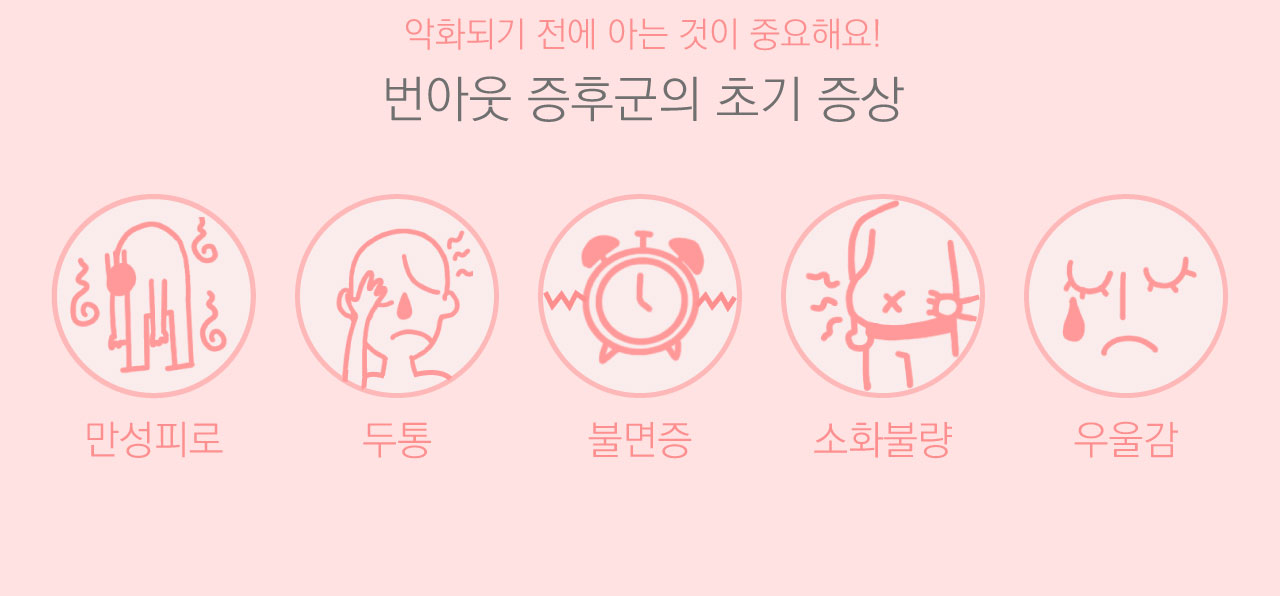 악화되기 전에 아는 것이 중요해요!
번아웃 증후군의 초기 증상
만성피로
두통
불면증
소화불량
우울감